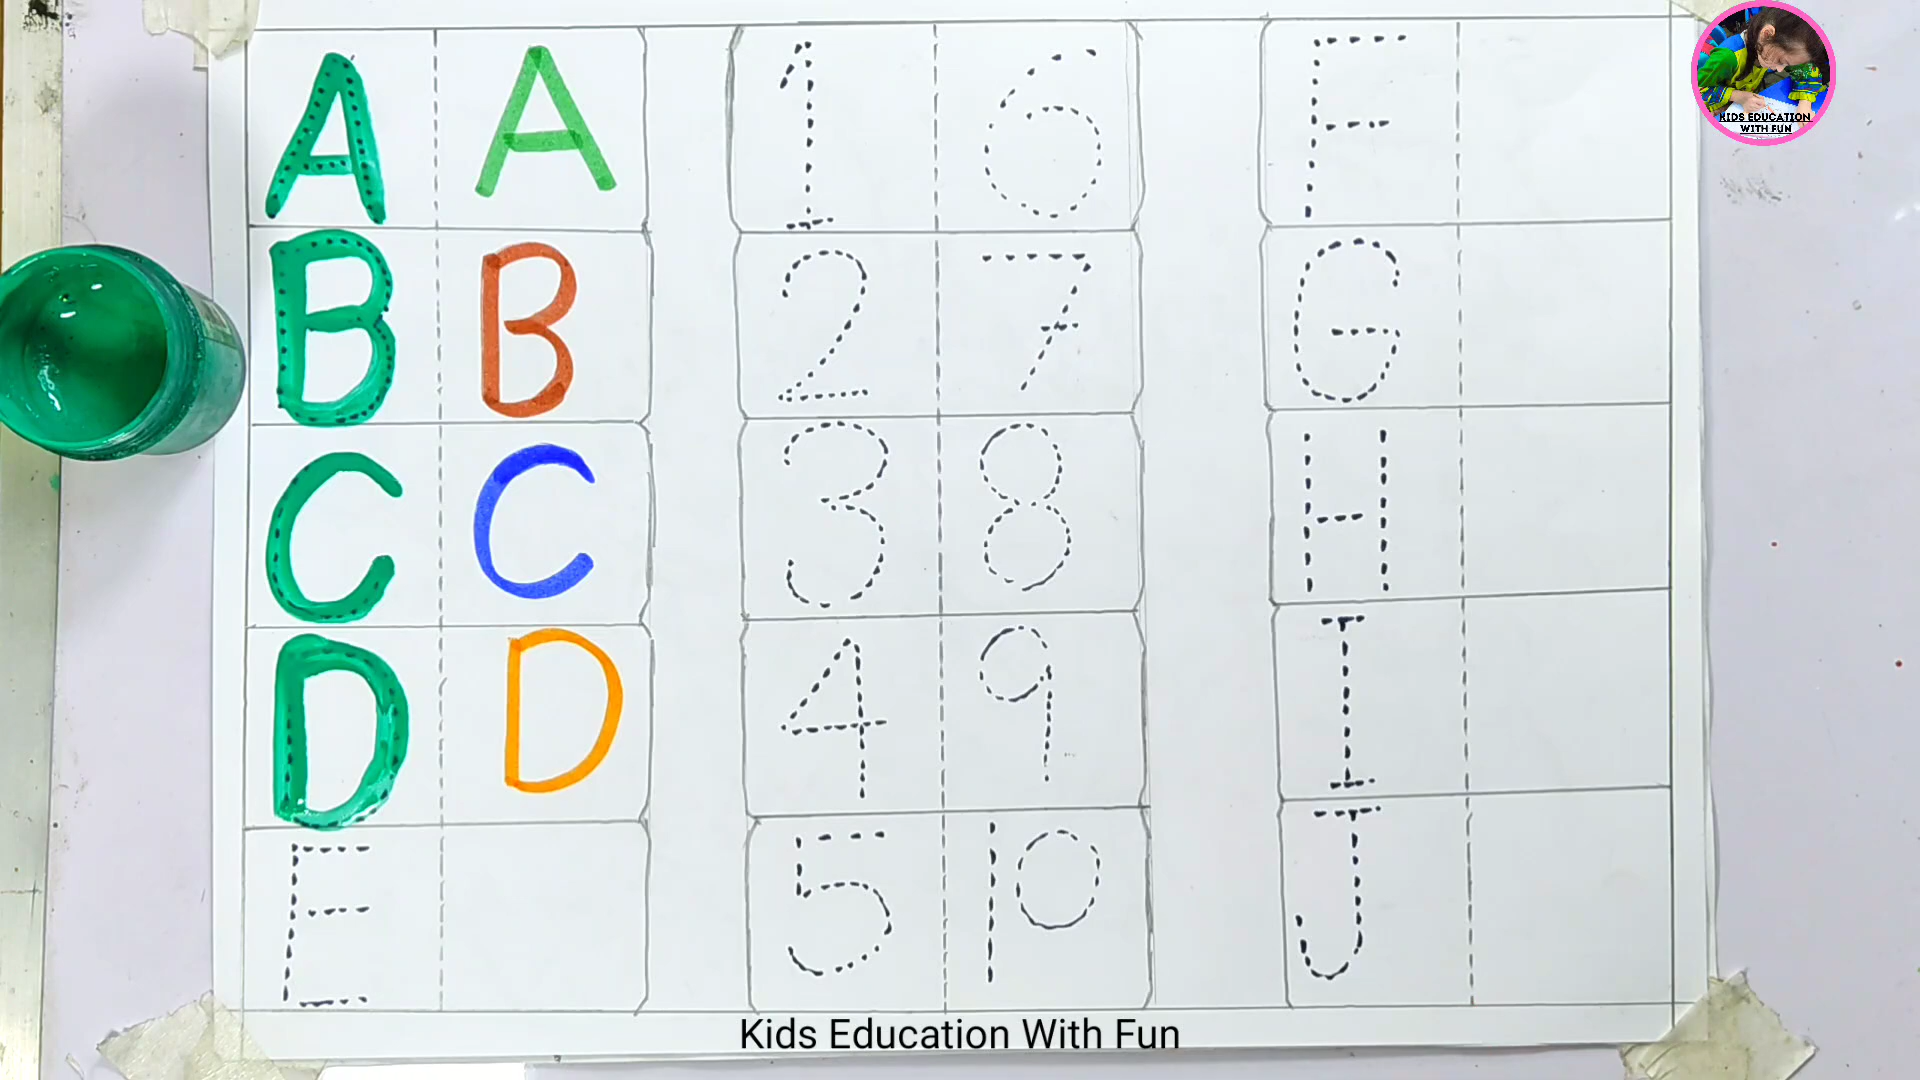 A A 1 6 F
B B 2 7 G
C C 3 8 H
D D 4 9 I
E 5 10 J
KIDS EDUCATION
WITH FUN
Kids Education With Fun